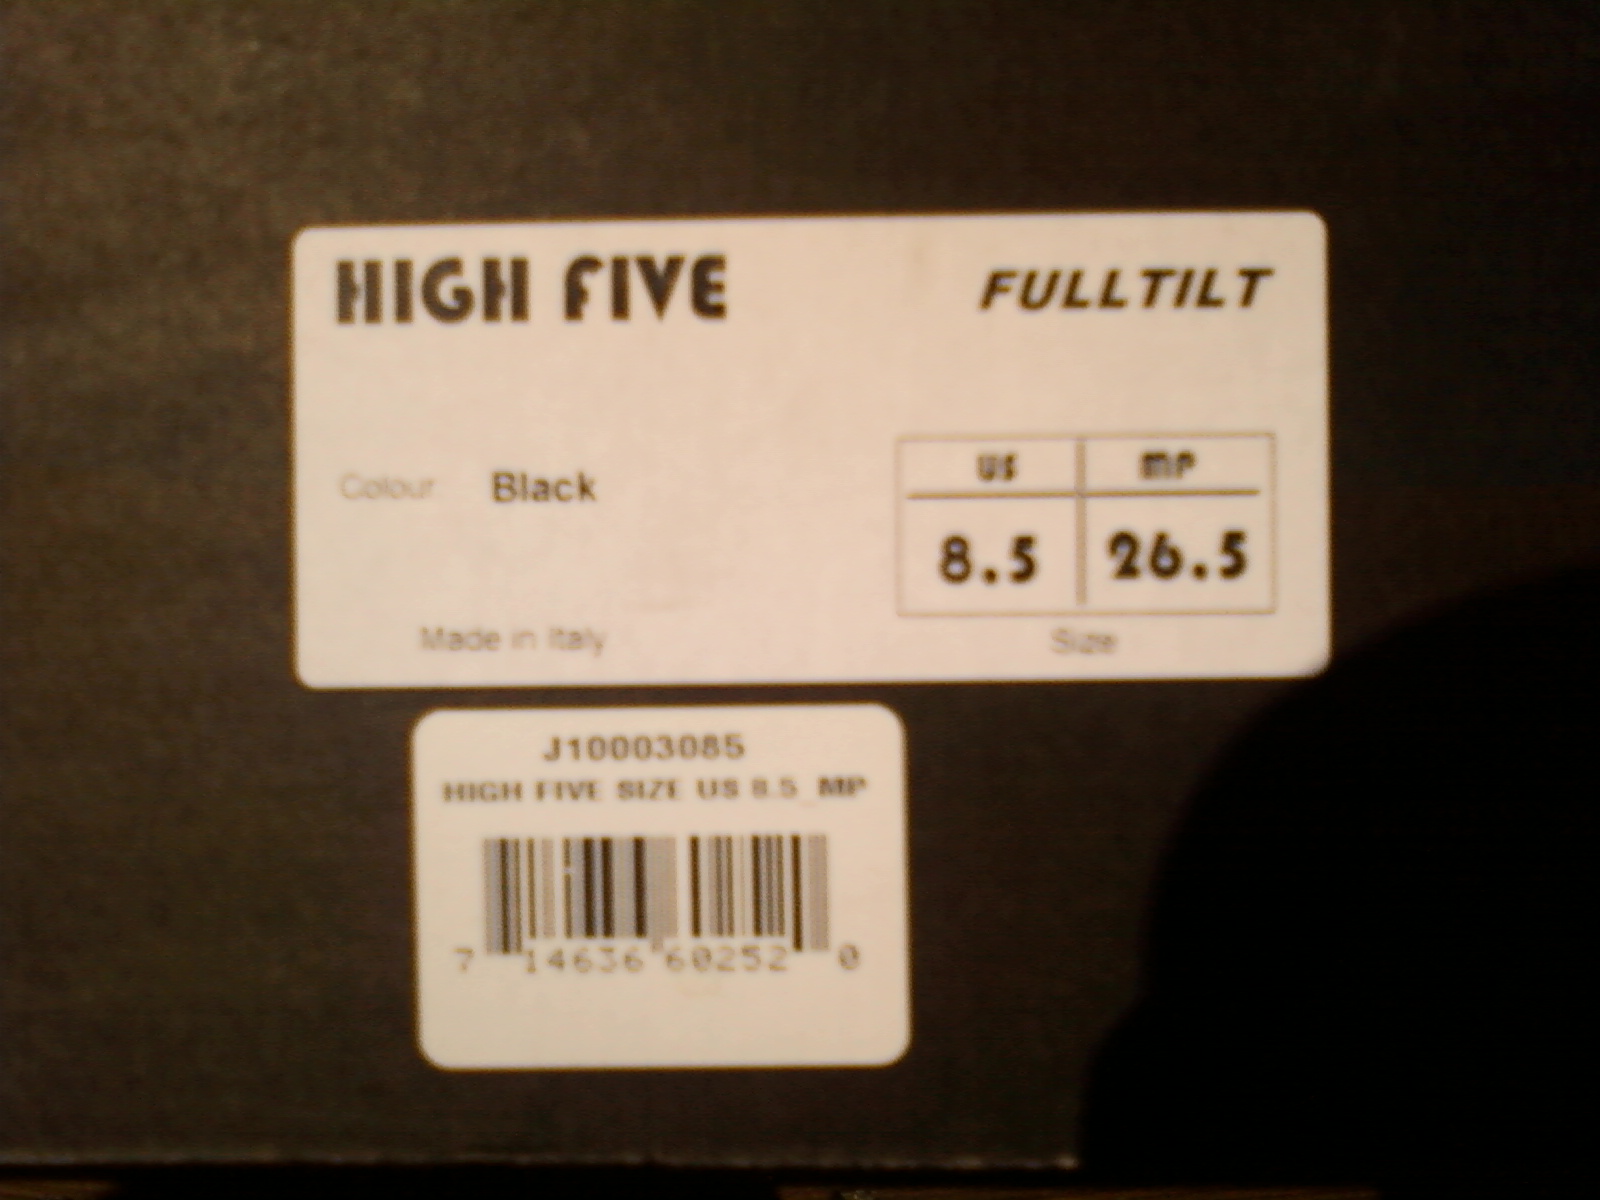 HIGH FIVE FULLTILT
Colour Black
US MP
8.5 26.5
Made in Italy Size
J10003085
HIGH FIVE SIZE US 8.5_MP
7 14636 60252 0